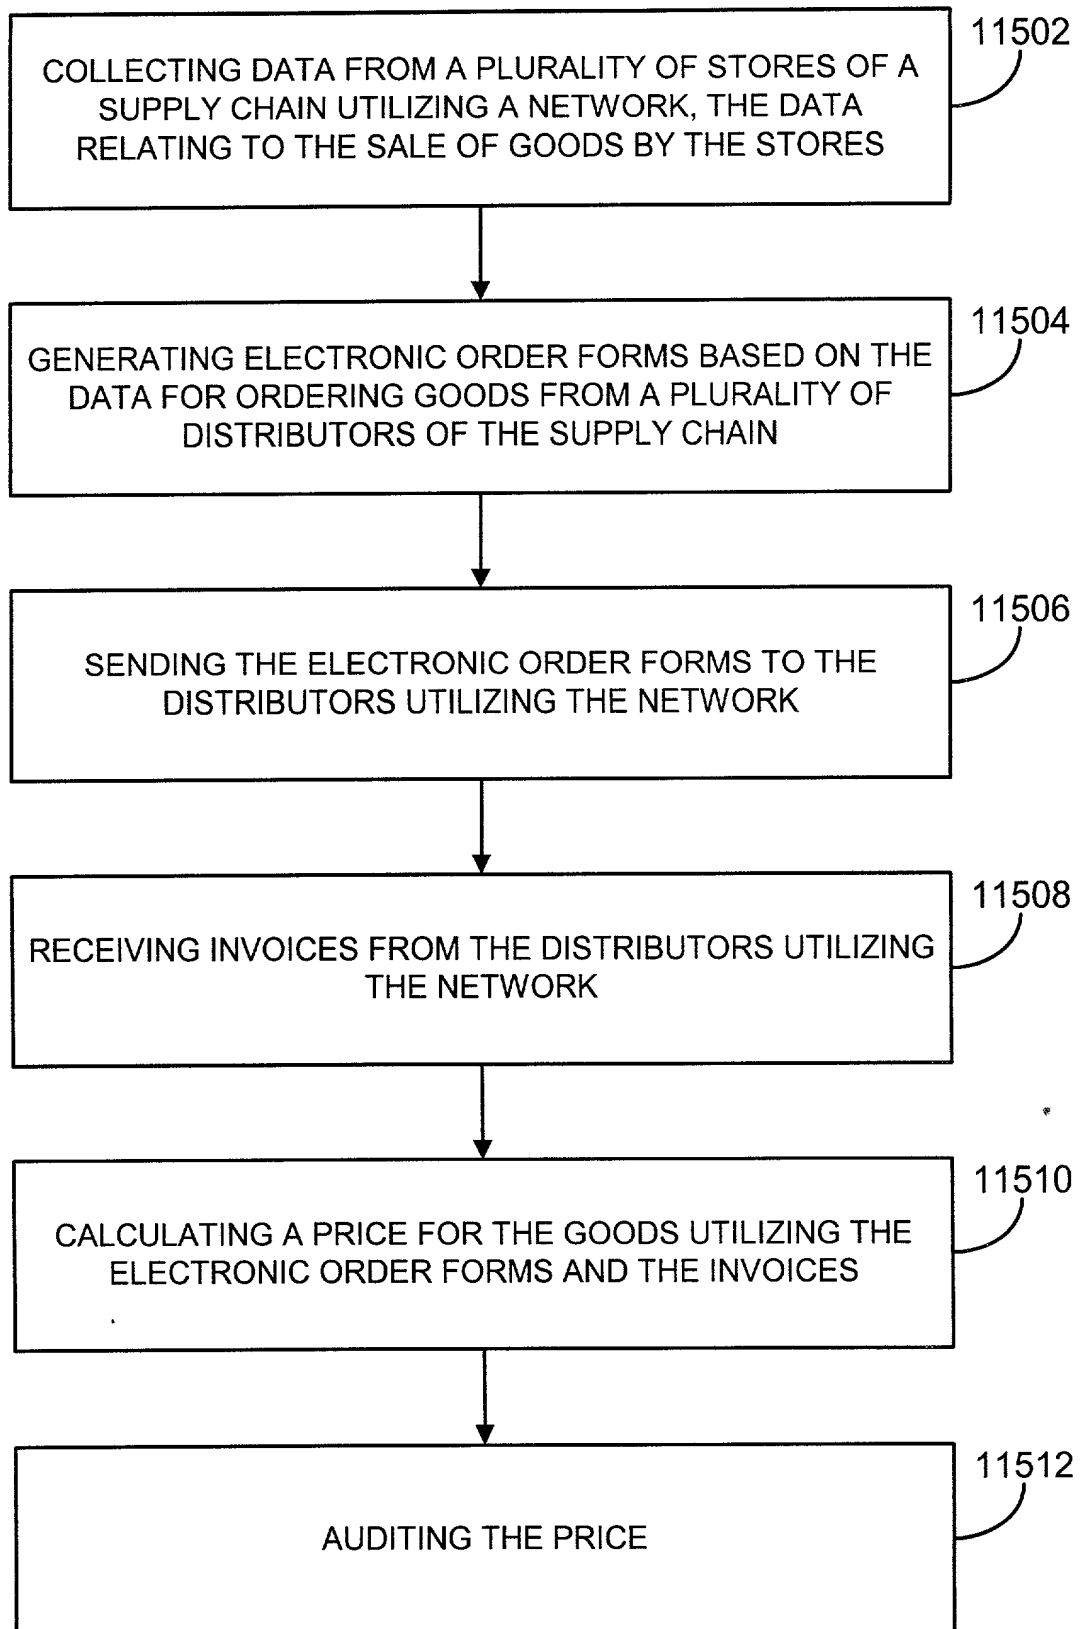 11502
COLLECTING DATA FROM A PLURALITY OF STORES OF A
SUPPLY CHAIN UTILIZING A NETWORK, THE DATA
RELATING TO THE SALE OF GOODS BY THE STORES
11504
GENERATING ELECTRONIC ORDER FORMS BASED ON THE
DATA FOR ORDERING GOODS FROM A PLURALITY OF
DISTRIBUTORS OF THE SUPPLY CHAIN
11506
SENDING THE ELECTRONIC ORDER FORMS TO THE
DISTRIBUTORS UTILIZING THE NETWORK
11508
RECEIVING INVOICES FROM THE DISTRIBUTORS UTILIZING
THE NETWORK
11510
CALCULATING A PRICE FOR THE GOODS UTILIZING THE
ELECTRONIC ORDER FORMS AND THE INVOICES
11512
AUDITING THE PRICE